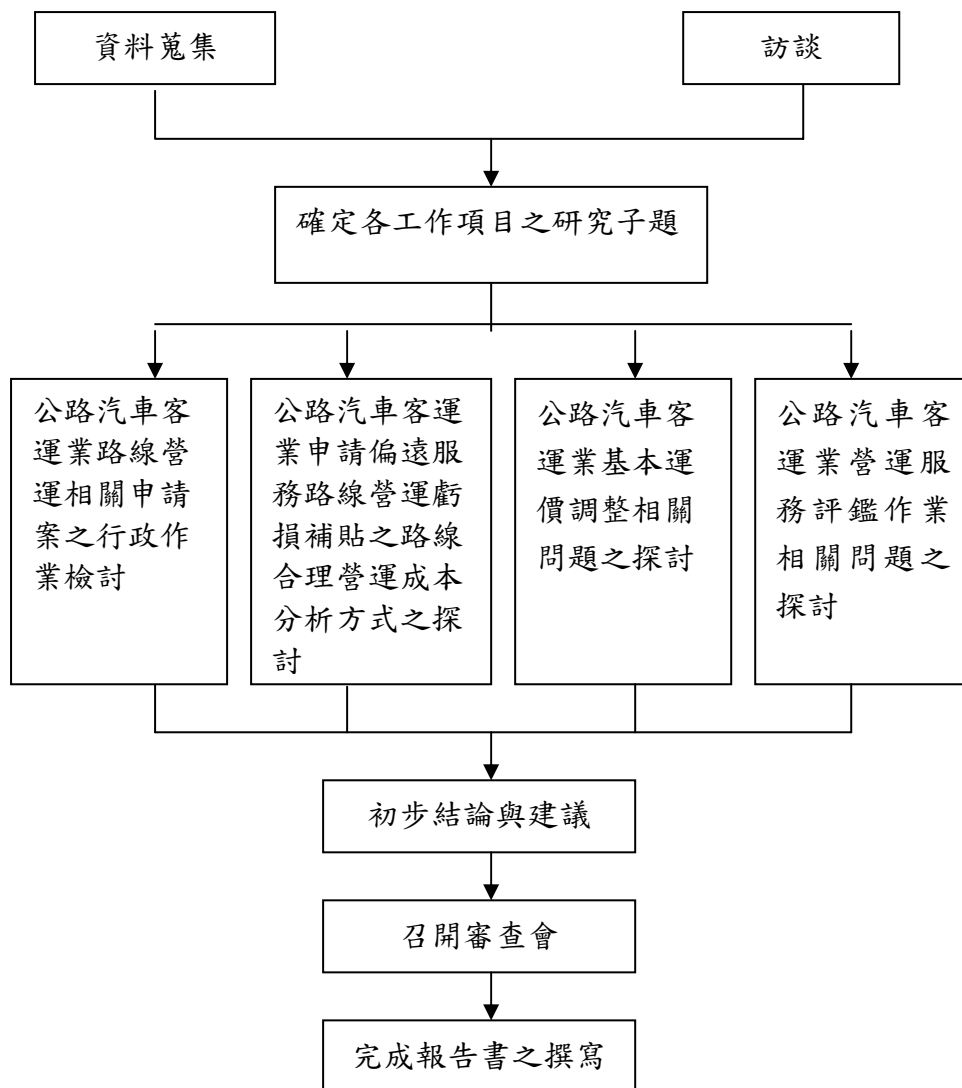 資料蒐集
訪談
確定各工作項目之研究子題
公路汽車客
運業路線營
運相關申請
案之行政作
業檢討
公路汽車客運
業申請偏遠服
務路線營運虧
損補貼之路線
合理營運成本
分析方式之探
討
公路汽車客
運業基本運
價調整相關
問題之探討
公路汽車客
運業營運服
務評鑑作業
相關問題之
探討
初步結論與建議
召開審查會
完成報告書之撰寫